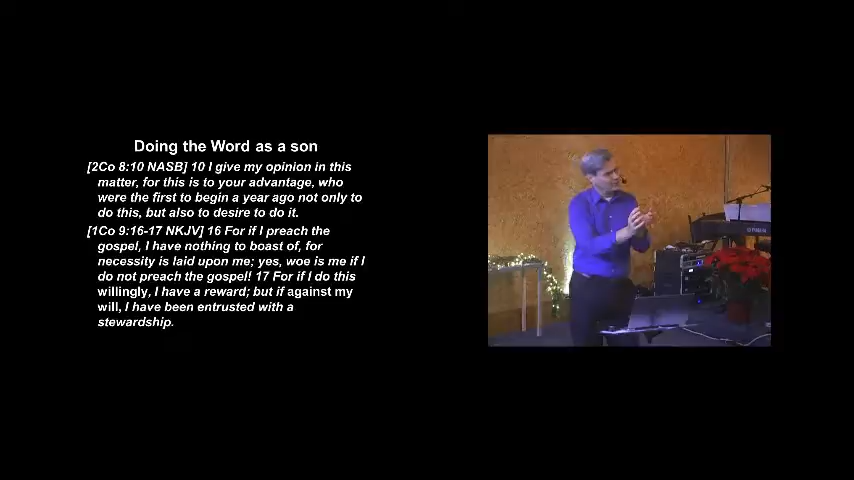 Doing the Word as a son
[2Co 8:10 NASB] 10 I give my opinion in this
matter, for this is to your advantage, who
were the first to begin a year ago not only to
do this, but also to desire to do it.
[1Co 9:16-17 NKJV] 16 For if I preach the
gospel, I have nothing to boast of, for
necessity is laid upon me; yes, woe is me if I
do not preach the gospel! 17 For if I do this
willingly, I have a reward; but if against my
will, I have been entrusted with a
stewardship.